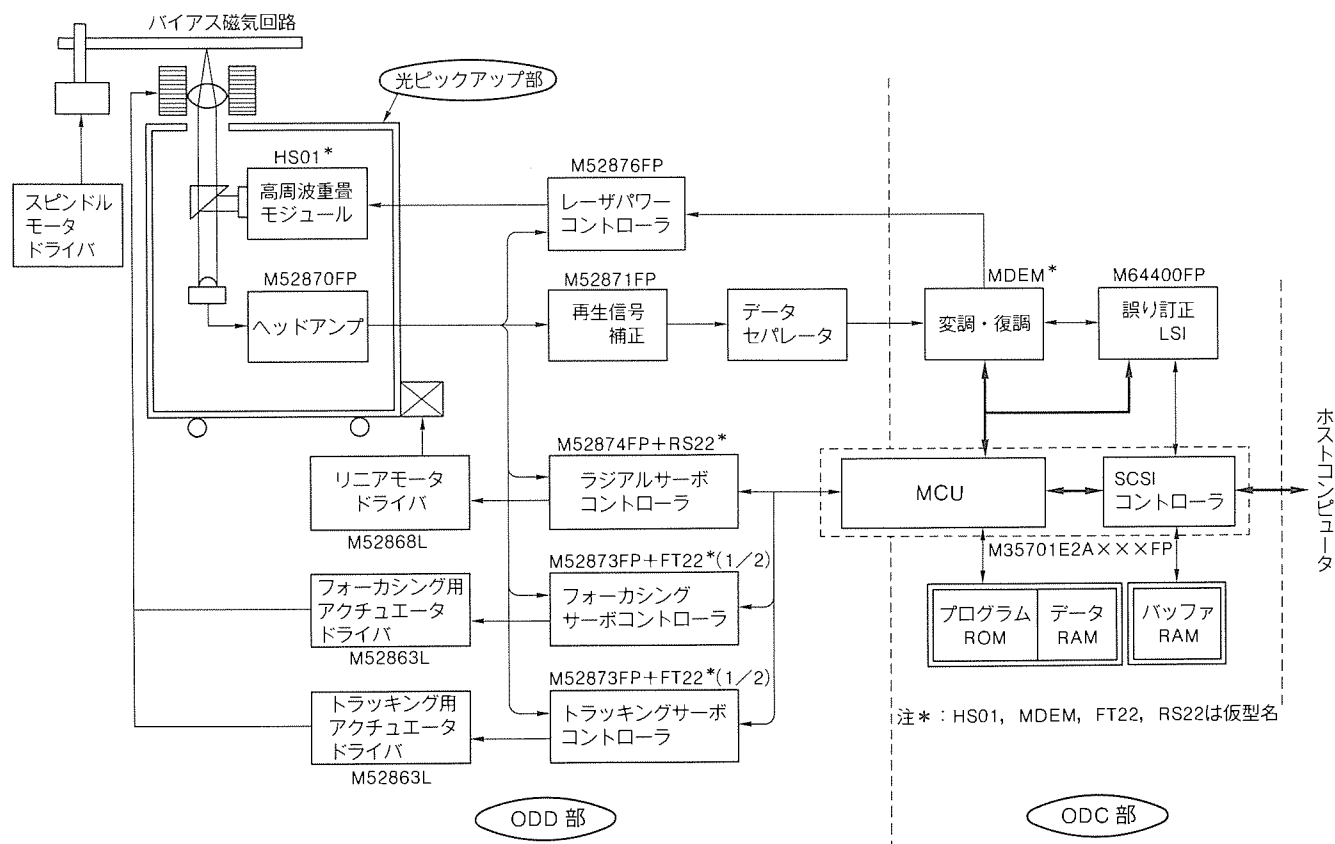 バイアス磁気回路
光ピックアップ部
スピンドル
モータ
ドライバ
HS01*
高周波重畳
モジュール
M52876FP
レーザパワー
コントローラ
M52870FP
ヘッドアンプ
M52871FP
再生信号
補正
データ
セパレータ
MDEM*
変調・復調
M64400FP
誤り訂正
LSI
リニアモータ
ドライバ
M52868L
M52874FP+RS22*
ラジアルサーボ
コントローラ
MCU
SCSI
コントローラ
ホストコンピュータ
M35701E2A×××FP
フォーカシング用
アクチュエータ
ドライバ
M52863L
M52873FP+FT22*(1/2)
フォーカシング
サーボコントローラ
プログラム
ROM
データ
RAM
バッファ
RAM
トラッキング用
アクチュエータ
ドライバ
M52863L
M52873FP+FT22*(1/2)
トラッキングサーボ
コントローラ
注*:HS01, MDEM, FT22, RS22は仮型名
ODD 部
ODC 部